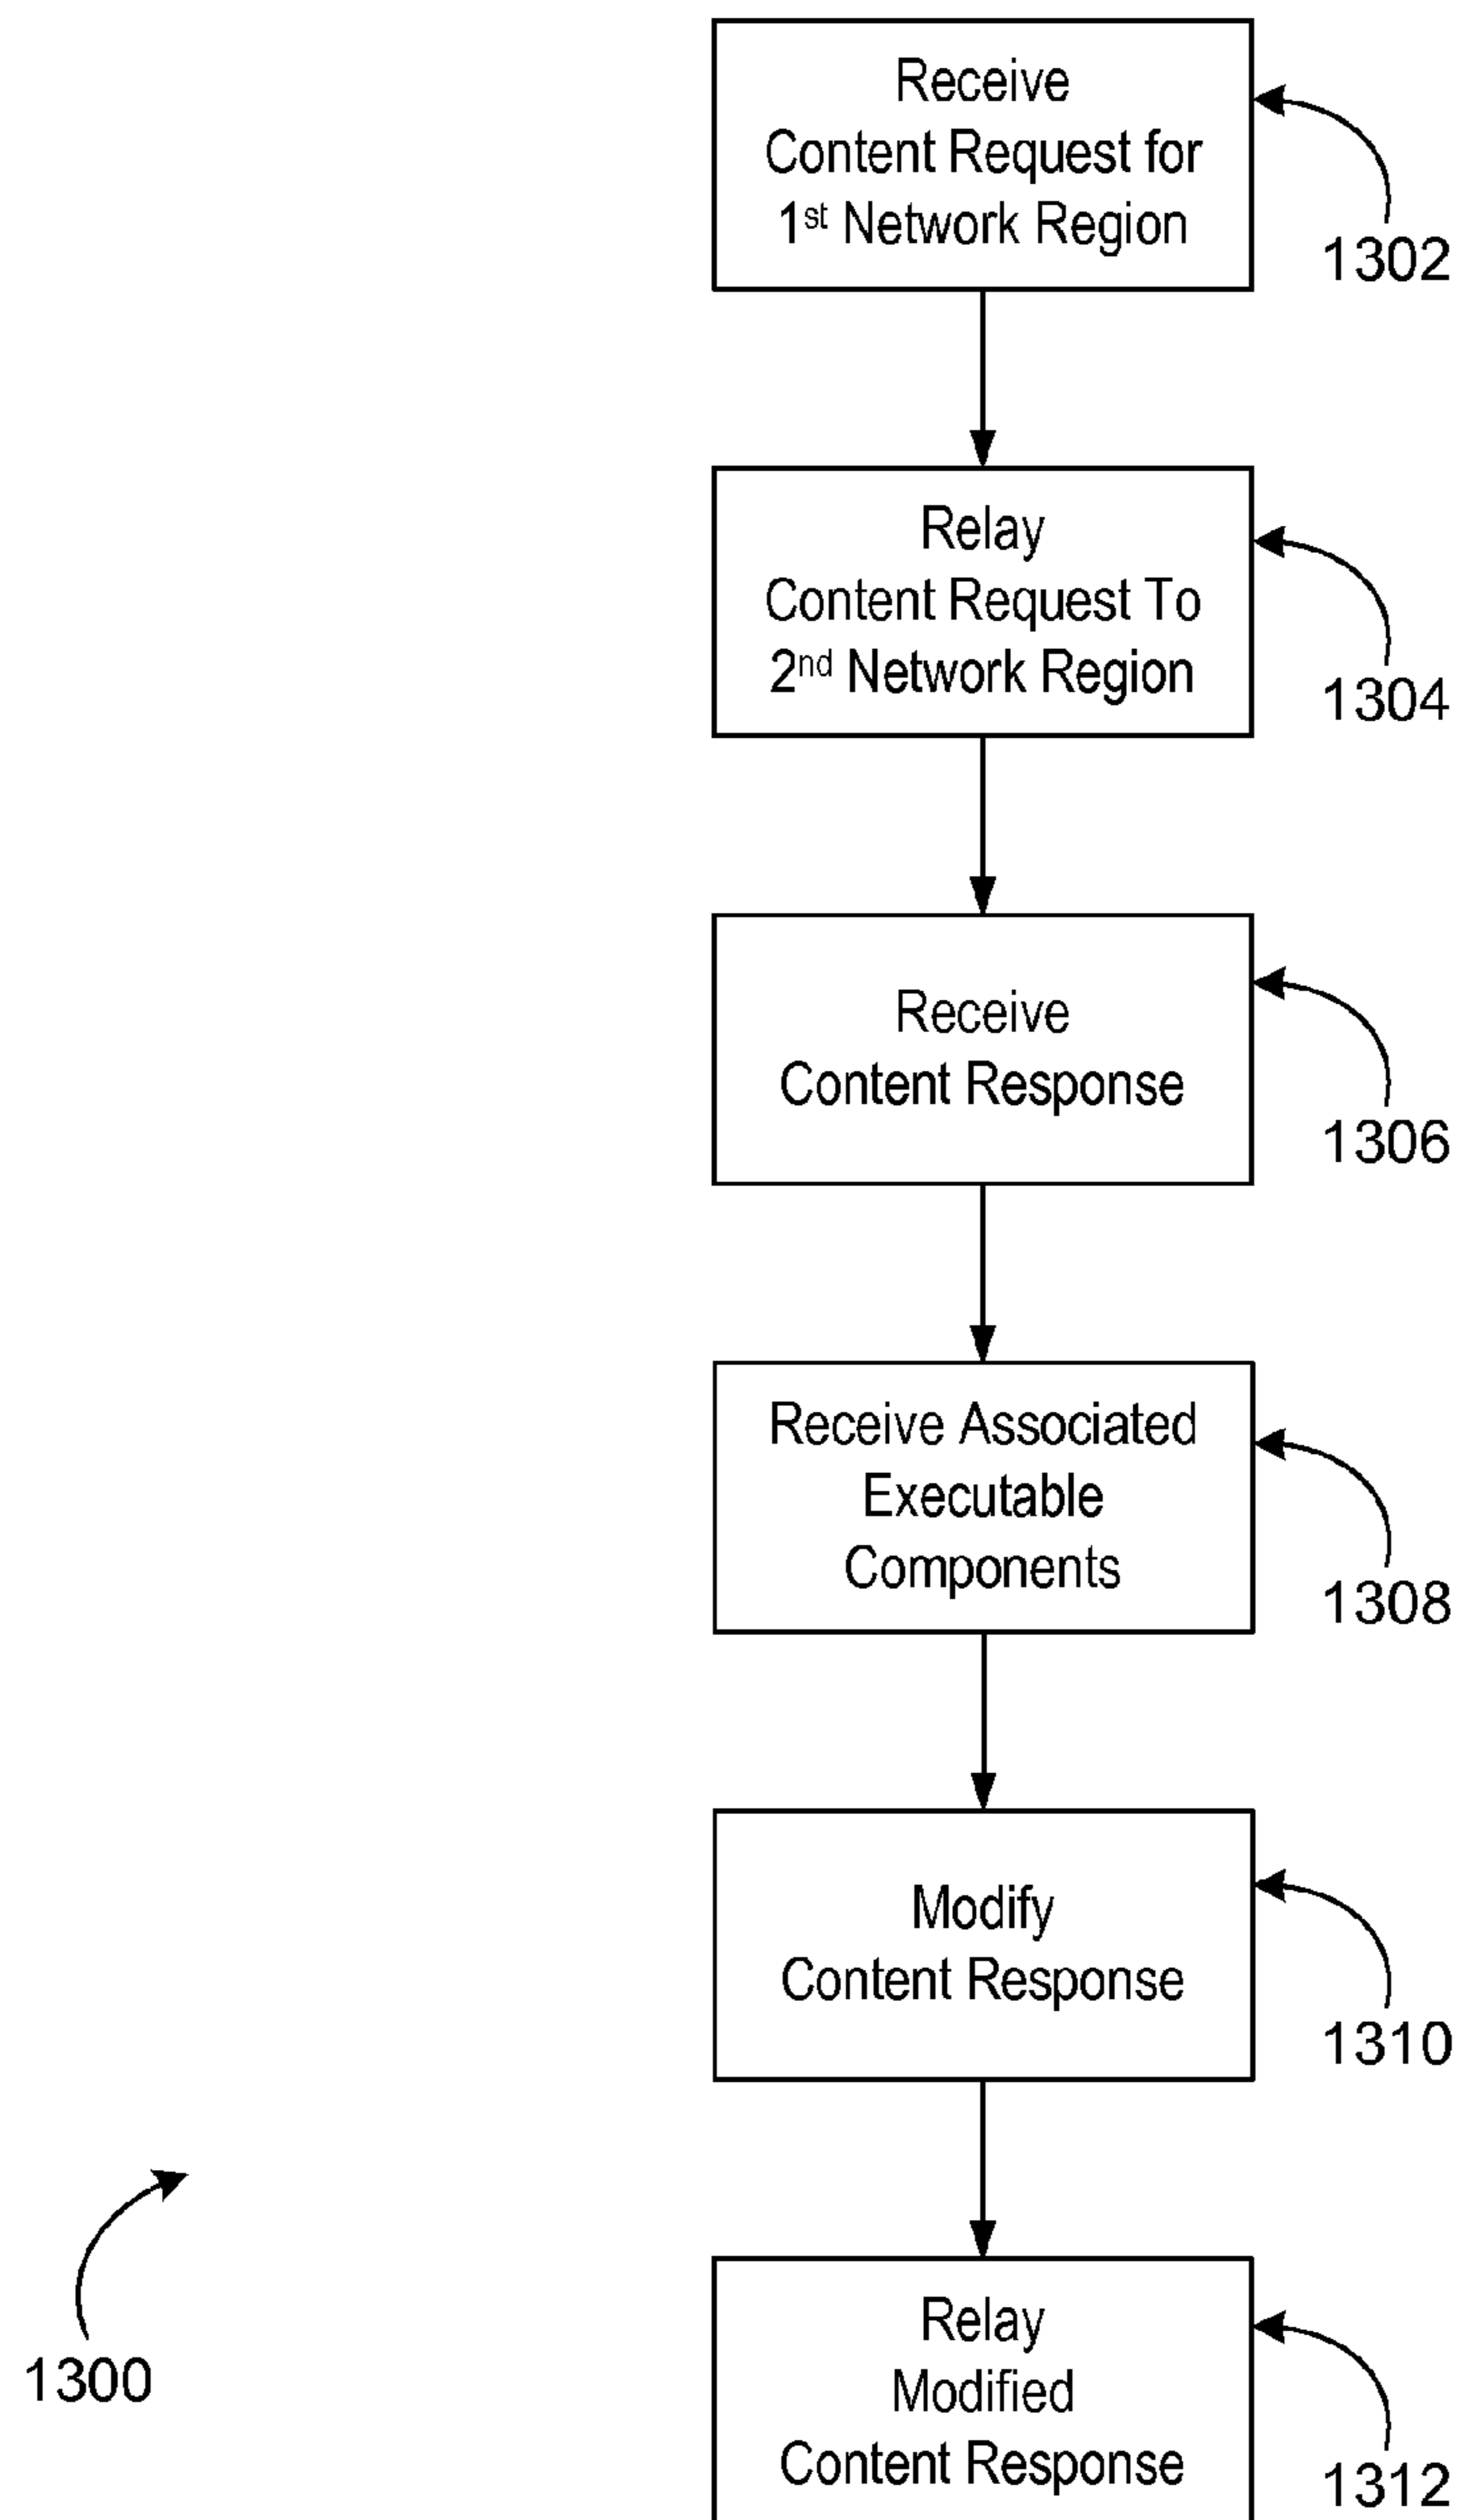 Receive
Content Request for
1st Network Region
1302
Relay
Content Request To
2nd Network Region
1304
Receive
Content Response
1306
Receive Associated
Executable
Components
1308
Modify
Content Response
1310
Relay
Modified
Content Response
1312
1300